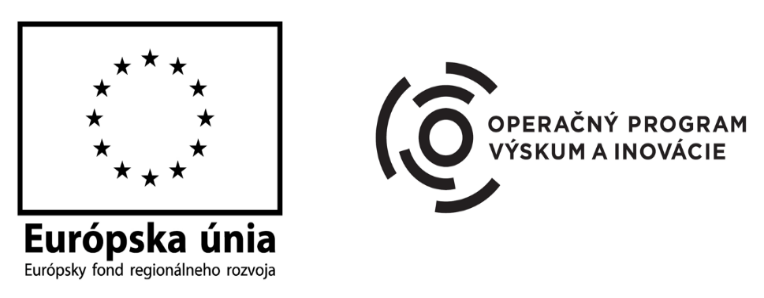 Európska únia
Európsky fond regionálneho rozvoja
OPERAČNÝ PROGRAM
VÝSKUM A INOVÁCIE